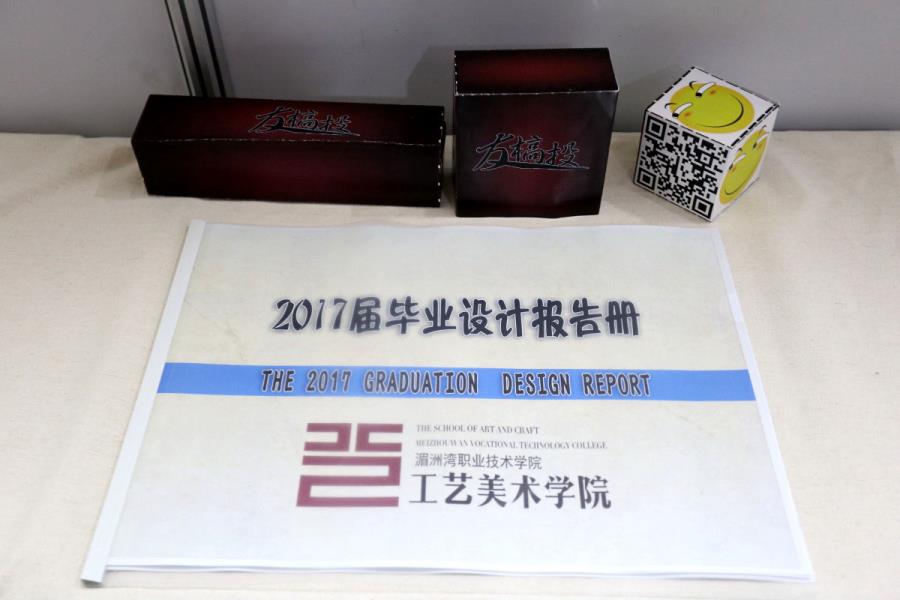 友檣投
友檣投
2017届毕业设计报告册
THE 2017 GRADUATION DESIGN REPORT
THE SCHOOL OF ART AND CRAFT
MEIZHOUWAN VOCATIONAL TECHNOLOGY COLLEGE
湄洲湾职业技术学院
工艺美术学院